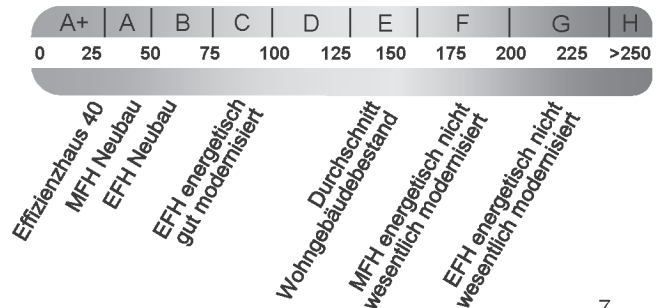 A+ A B C D E F G H
0 25 50 75 100 125 150 175 200 225 >250
Effizienzhaus 40
MFH Neubau
EFH Neubau
EFH energetisch
gut modernisiert
Durchschnitt
Wohngebäudebestand
MFH energetisch nicht
wesentlich modernisiert
EFH energetisch nicht
wesentlich modernisiert
7